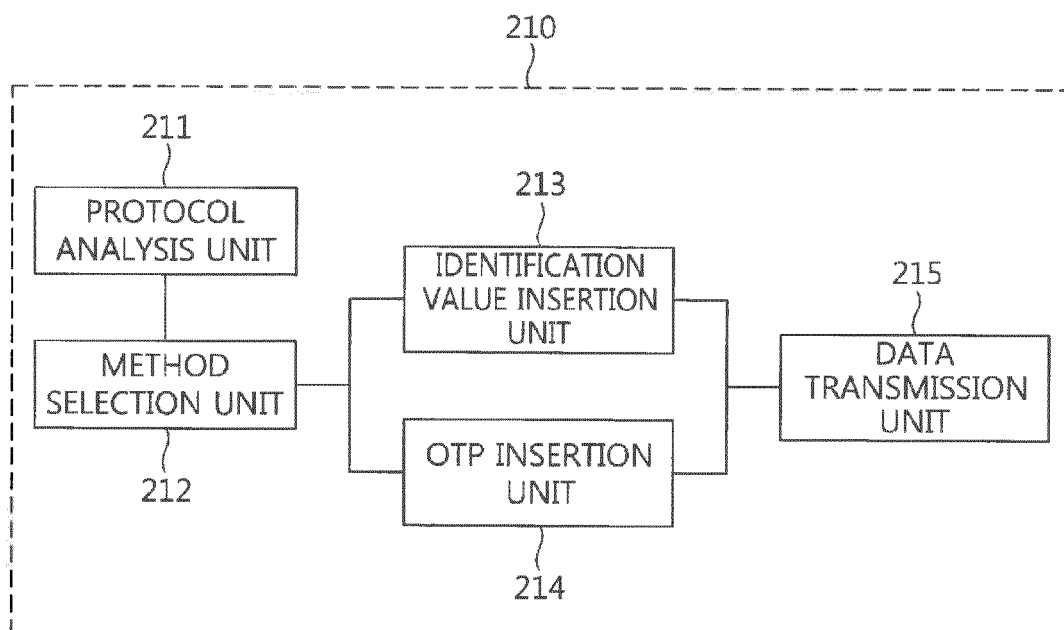 210
211
PROTOCOL
ANALYSIS UNIT
METHOD
SELECTION UNIT
212
213
IDENTIFICATION
VALUE INSERTION
UNIT
OTP INSERTION
UNIT
214
215
DATA
TRANSMISSION
UNIT